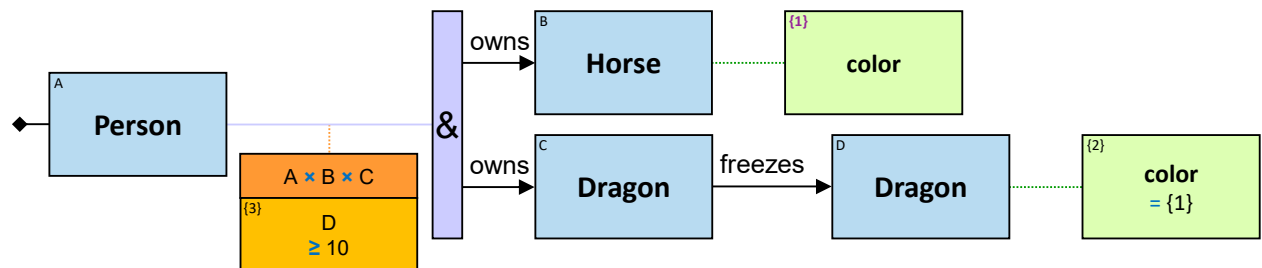 A
Person
A × B × C
{3}
D
≥ 10
&
owns
B
Horse
{1}
color
owns
C
Dragon
freezes
D
Dragon
{2}
color
= {1}